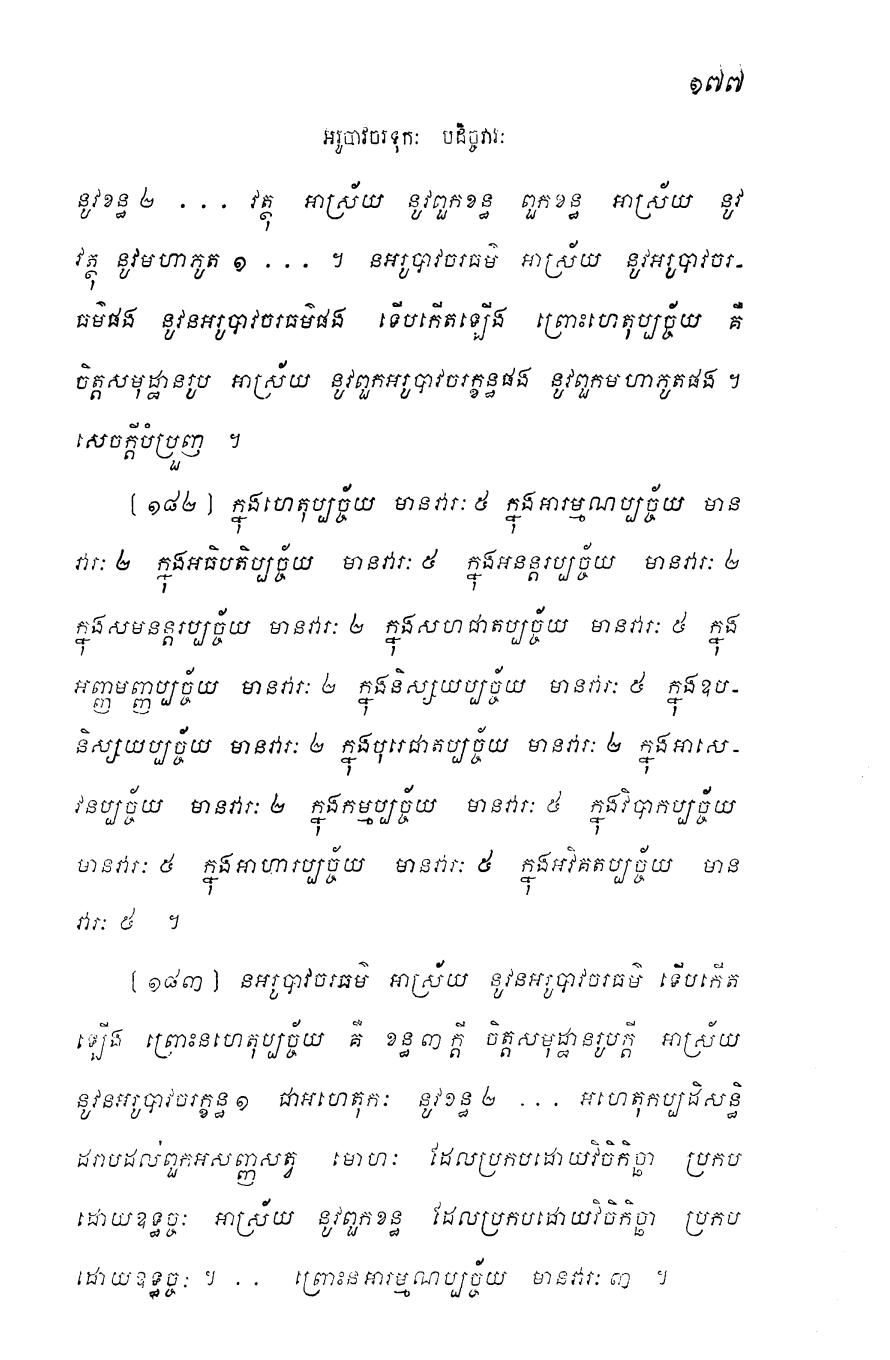 ១៧៧
អរូបាវចរទុកៈ បដិច្ចវារៈ
នូវខន្ធ ២ . . . វត្ថុ អាស្រ័យ នូវពួកខន្ធ ពួកខន្ធ អាស្រ័យ នូវ
វត្ថុ នូវមហាភូត ១ . . . ។ នអរូបាវចរធម៌ អាស្រ័យ នូវអរូបាវចរ-
ធម៌ផង នូវនអរូបាវចរធម៌ផង ទើបកើតឡើង ព្រោះហេតុប្បច្ច័យ គឺ
ចិត្តសមុដ្ឋានរូប អាស្រ័យ នូវពួកអរូបាវចរក្ខន្ធផង នូវពួកមហាភូតផង ។
សេចក្តីបំប្រួញ ។
[ ១៨២ ] ក្នុងហេតុប្បច្ច័យ មានវារៈ ៥ ក្នុងអារម្មណប្បច្ច័យ មាន
វារៈ ២ ក្នុងអធិបតិប្បច្ច័យ មានវារៈ ៥ ក្នុងអនន្តរប្បច្ច័យ មានវារៈ ២
ក្នុងសមនន្តរប្បច្ច័យ មានវារៈ ២ ក្នុងសហជាតប្បច្ច័យ មានវារៈ ៥ ក្នុង
អញ្ញមញ្ញប្បច្ច័យ មានវារៈ ២ ក្នុងនិស្សយប្បច្ច័យ មានវារៈ ៥ ក្នុងឧប-
និស្សយប្បច្ច័យ មានវារៈ ២ ក្នុងបុរេជាតប្បច្ច័យ មានវារៈ ២ ក្នុងអាសេ-
វនប្បច្ច័យ មានវារៈ ២ ក្នុងកម្មប្បច្ច័យ មានវារៈ ៥ ក្នុងវិបាកប្បច្ច័យ
មានវារៈ ៥ ក្នុងអាហារប្បច្ច័យ មានវារៈ ៥ ក្នុងអវិគតប្បច្ច័យ មាន
វារៈ ៥ ។
[ ១៨៣ ] នអរូបាវចរធម៌ អាស្រ័យ នូវនអរូបាវចរធម៌ ទើបកើត
ឡើង ព្រោះនហេតុប្បច្ច័យ គឺ ខន្ធ ៣ ក្តី ចិត្តសមុដ្ឋានរូបក្តី អាស្រ័យ
នូវនអរូបាវចរក្ខន្ធ ១ ជាអហេតុកៈ នូវខន្ធ ២ . . . អហេតុកប្បដិសន្ធិ
ដរាបដល់ពួកអសញ្ញសត្វ មោហៈ ដែលប្រកបដោយវិចិកិច្ឆា ប្រកប
ដោយឧទ្ធច្ចៈ អាស្រ័យ នូវពួកខន្ធ ដែលប្រកបដោយវិចិកិច្ឆា ប្រកប
ដោយឧទ្ធច្ចៈ ។ . . ព្រោះនអារម្មណប្បច្ច័យ មានវារៈ ៣ ។